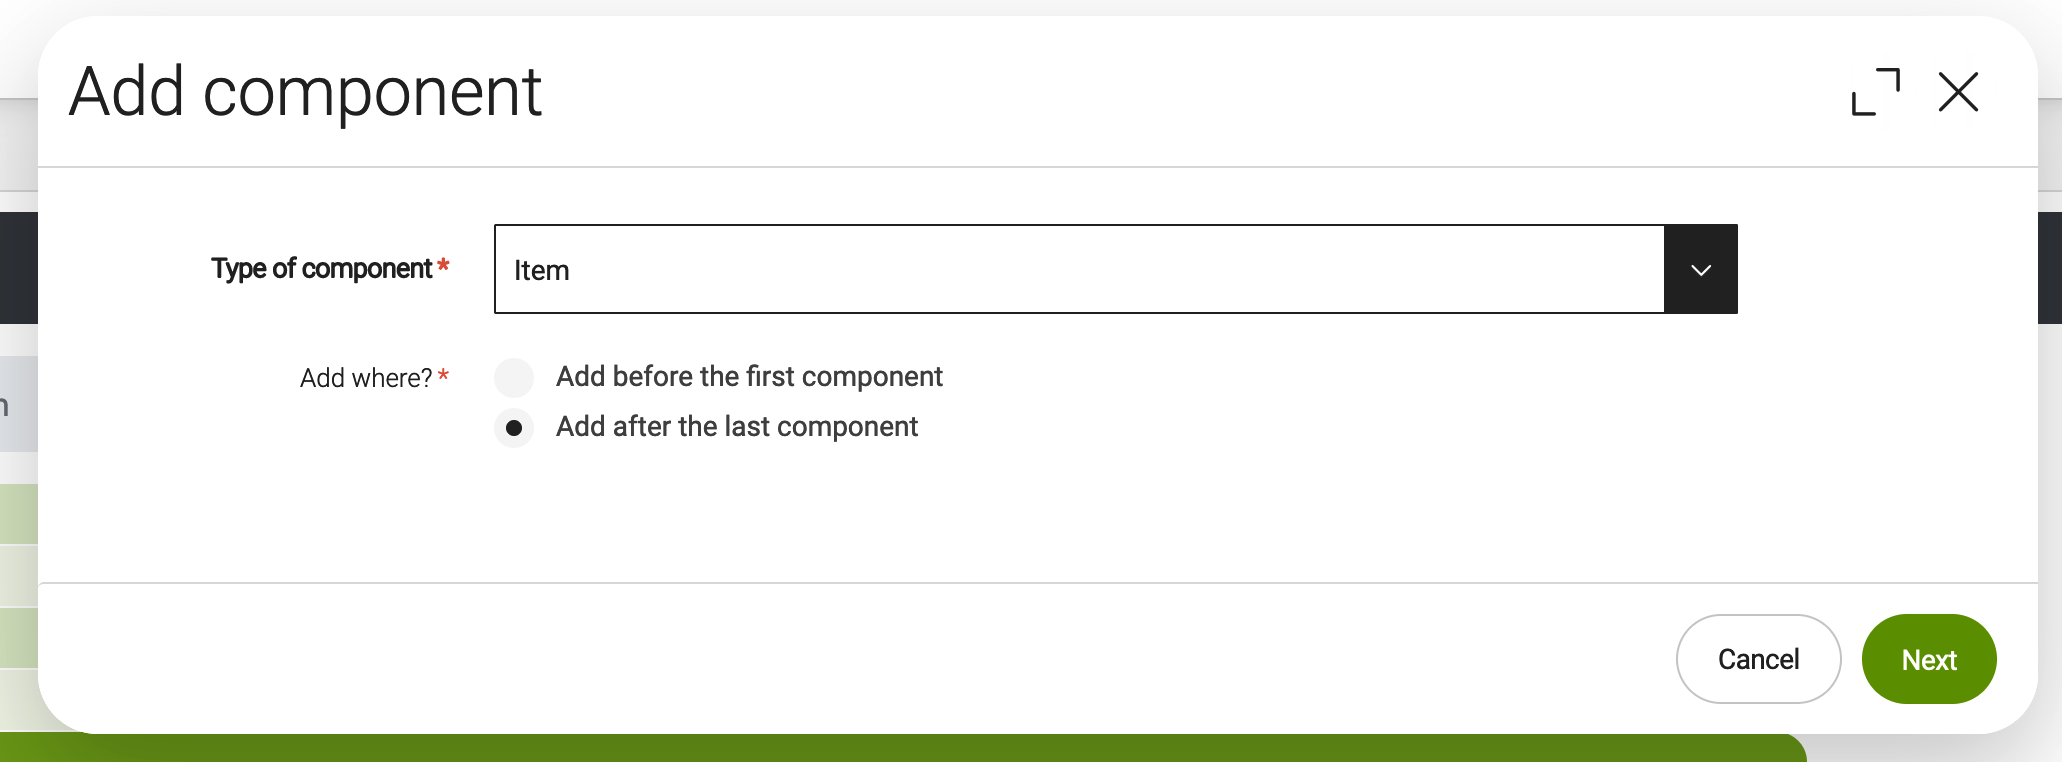 Add component
Type of component *
Item
Add where? *
Add before the first component
Add after the last component
Cancel
Next